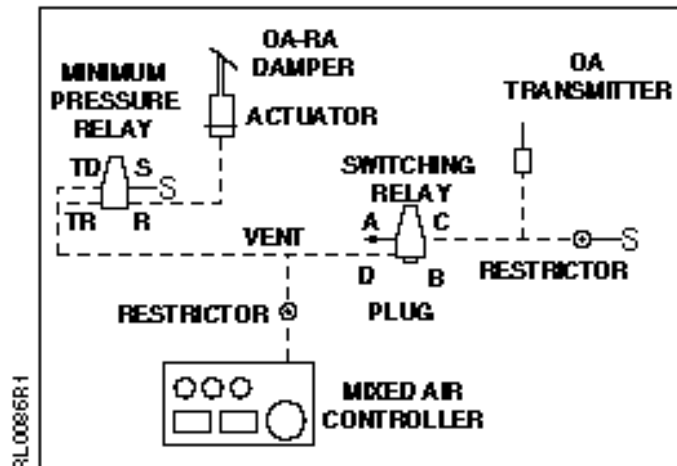 OA-RA
DAMPER
OA
TRANSMITTER
MINIMUM
PRESSURE
RELAY
ACTUATOR
TD S
S
TR R
SWITCHING
RELAY
A C
S
VENT
D B
RESTRICTOR
RESTRICTOR
PLUG
MIXED AIR
CONTROLLER
RL0086R1